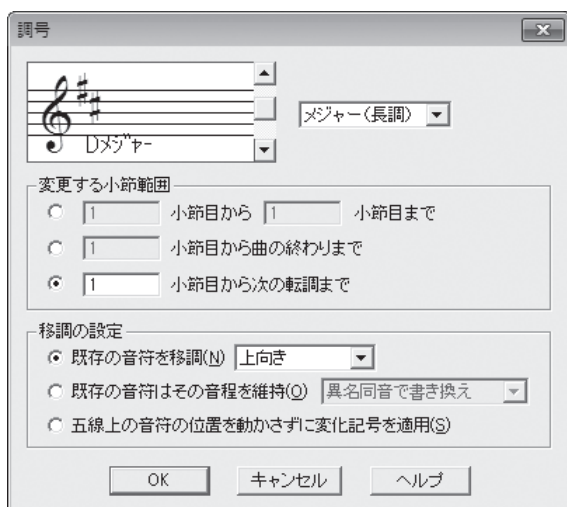 調号
Dメジャー
メジャー(長調)
変更する小節範囲
1 小節目から 1 小節目まで
1 小節目から曲の終わりまで
1 小節目から次の転調まで
移調の設定
既存の音符を移調(N) 上向き
既存の音符はその音程を維持(O) 異名同音で書き換え
五線上の音符の位置を動かさずに変化記号を適用(S)
OK キャンセル ヘルプ